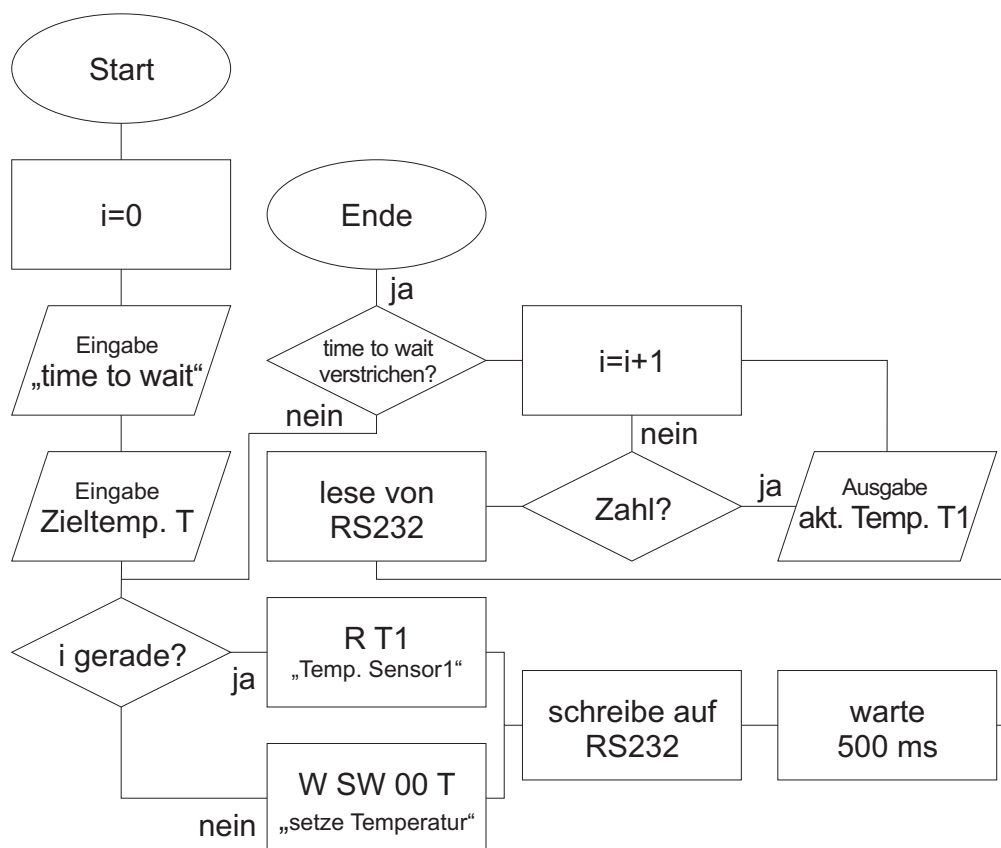 Start
i=0
Eingabe
„time to wait“
Eingabe
Zieltemp. T
i gerade?
ja
nein
R T1
„Temp. Sensor1“
W SW 00 T
„setze Temperatur“
schreibe auf
RS232
warte
500 ms
lese von
RS232
Zahl?
ja
nein
Ausgabe
akt. Temp. T1
i=i+1
time to wait
verstrichen?
nein
ja
Ende